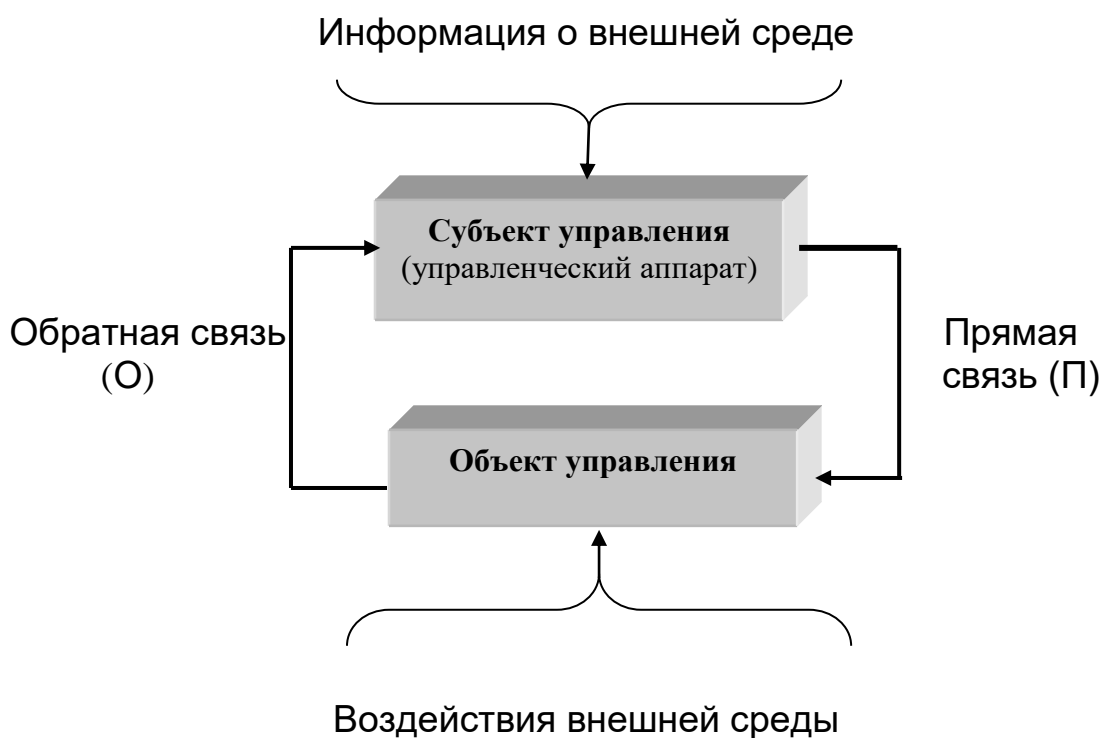 Информация о внешней среде
Субъект управления
(управленческий аппарат)
Обратная связь
(О)
Прямая
связь (П)
Объект управления
Воздействия внешней среды